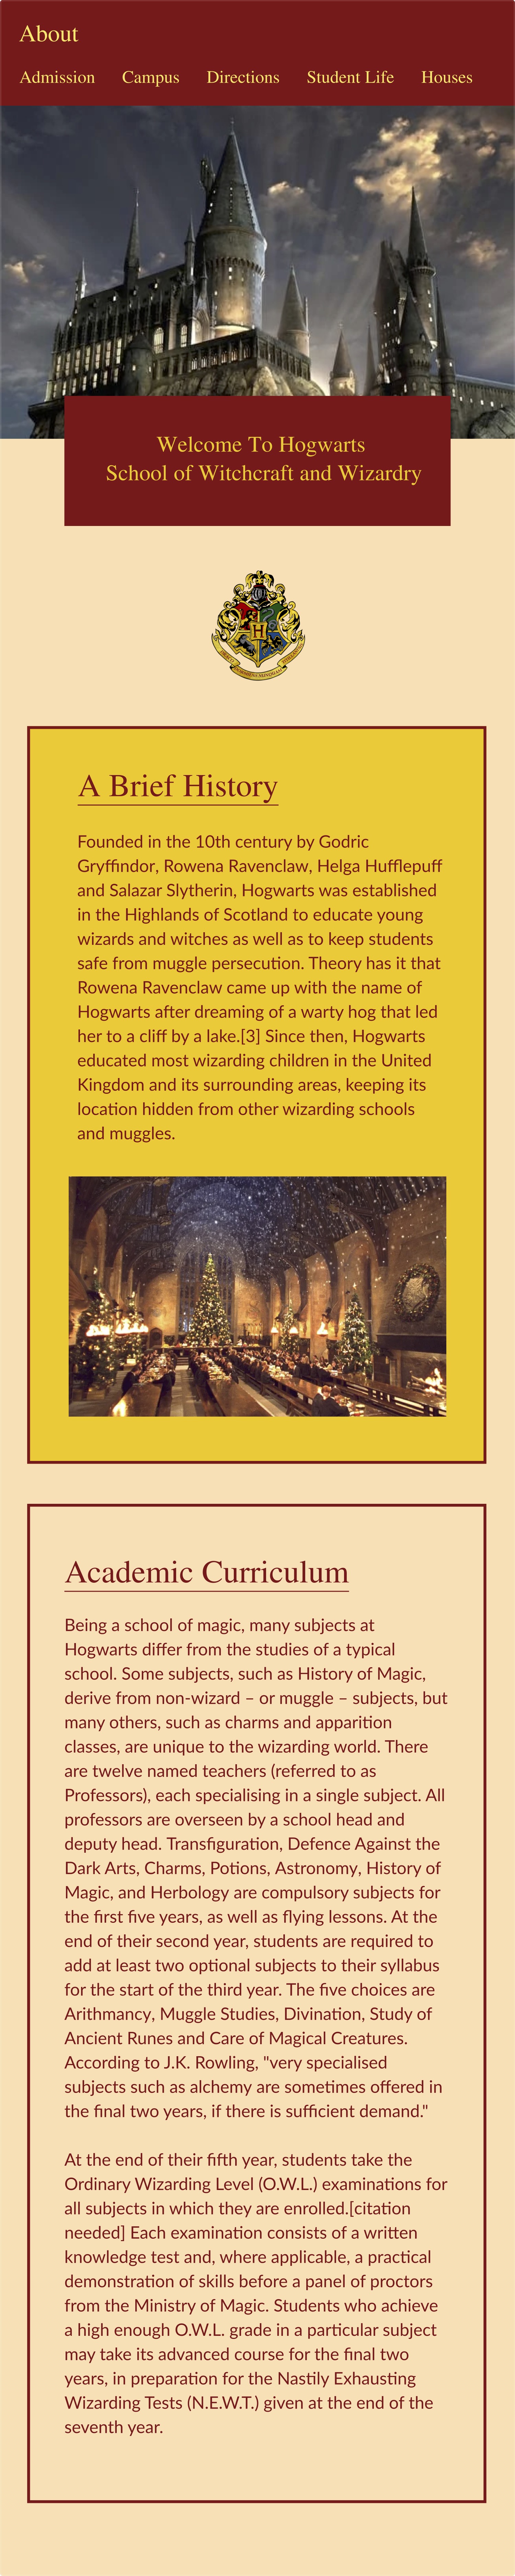 About
Admission Campus Directions Student Life Houses
Welcome To Hogwarts
School of Witchcraft and Wizardry
H
A Brief History
Founded in the 10th century by Godric
Gryffindor, Rowena Ravenclaw, Helga Hufflepuff
and Salazar Slytherin, Hogwarts was established
in the Highlands of Scotland to educate young
wizards and witches as well as to keep students
safe from muggle persecution. Theory has it that
Rowena Ravenclaw came up with the name of
Hogwarts after dreaming of a warty hog that led
her to a cliff by a lake.[3] Since then, Hogwarts
educated most wizarding children in the United
Kingdom and its surrounding areas, keeping its
location hidden from other wizarding schools
and muggles.
Academic Curriculum
Being a school of magic, many subjects at
Hogwarts differ from the studies of a typical
school. Some subjects, such as History of Magic,
derive from non-wizard – or muggle – subjects, but
many others, such as charms and apparition
classes, are unique to the wizarding world. There
are twelve named teachers (referred to as
Professors), each specialising in a single subject. All
professors are overseen by a school head and
deputy head. Transfiguration, Defence Against the
Dark Arts, Charms, Potions, Astronomy, History of
Magic, and Herbology are compulsory subjects for
the first five years, as well as flying lessons. At the
end of their second year, students are required to
add at least two optional subjects to their syllabus
for the start of the third year. The five choices are
Arithmancy, Muggle Studies, Divination, Study of
Ancient Runes and Care of Magical Creatures.
According to J.K. Rowling, "very specialised
subjects such as alchemy are sometimes offered in
the final two years, if there is sufficient demand."
At the end of their fifth year, students take the
Ordinary Wizarding Level (O.W.L.) examinations for
all subjects in which they are enrolled.[citation
needed] Each examination consists of a written
knowledge test and, where applicable, a practical
demonstration of skills before a panel of proctors
from the Ministry of Magic. Students who achieve
a high enough O.W.L. grade in a particular subject
may take its advanced course for the final two
years, in preparation for the Nastily Exhausting
Wizarding Tests (N.E.W.T.) given at the end of the
seventh year.